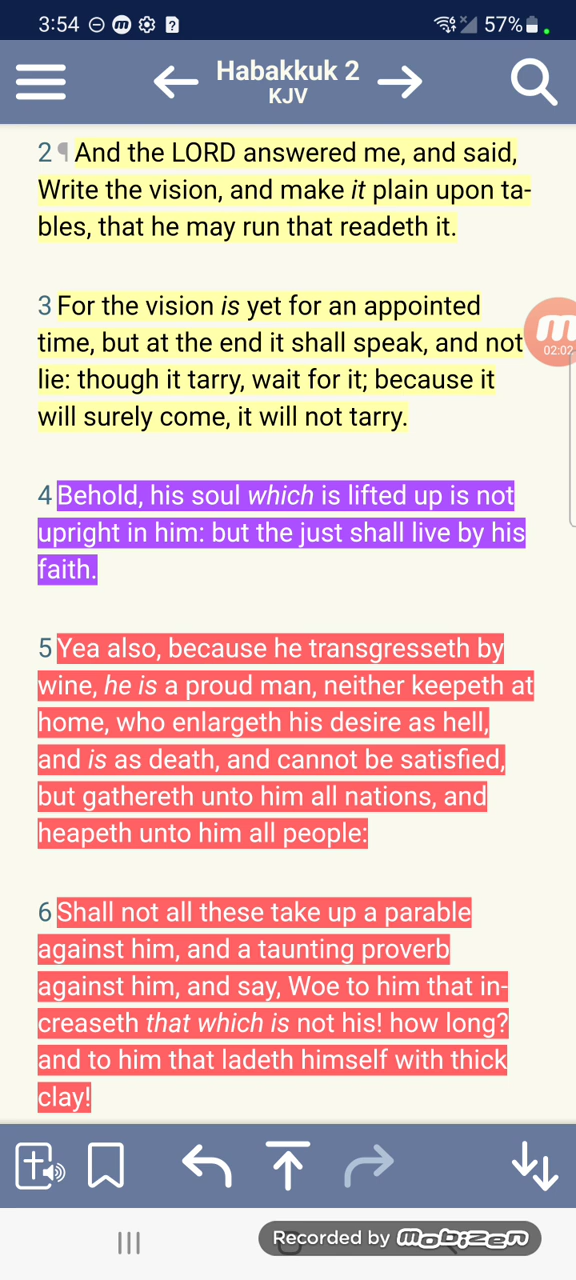 3:54 57%
Habakkuk 2
KJV
2 ¶ And the LORD answered me, and said,
Write the vision, and make it plain upon ta-
bles, that he may run that readeth it.
3 For the vision is yet for an appointed
time, but at the end it shall speak, and not
lie: though it tarry, wait for it; because it
will surely come, it will not tarry.
m
02:02
4 Behold, his soul which is lifted up is not
upright in him: but the just shall live by his
faith.
5 Yea also, because he transgresseth by
wine, he is a proud man, neither keepeth at
home, who enlargeth his desire as hell,
and is as death, and cannot be satisfied,
but gathereth unto him all nations, and
heapeth unto him all people:
6 Shall not all these take up a parable
against him, and a taunting proverb
against him, and say, Woe to him that in-
creaseth that which is not his! how long?
and to him that ladeth himself with thick
clay!
Recorded by Mobizen